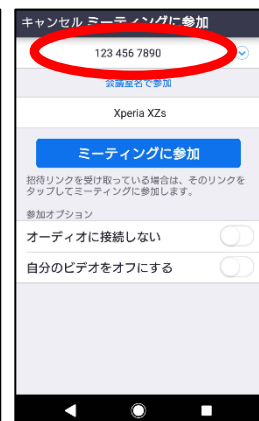 キャンセル ミーティングに参加
123 456 7890
会議室名で参加
Xperia XZs
ミーティングに参加
招待リンクを受け取っている場合は、そのリンクを
タップしてミーティングに参加します。
参加オプション
オーディオに接続しない
自分のビデオをオフにする